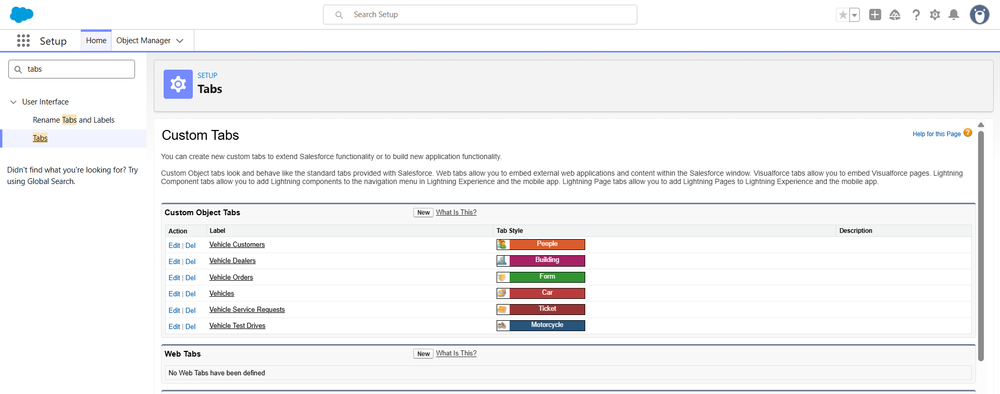 Search Setup
Setup
Home
Object Manager
tabs
User Interface
Rename Tabs and Labels
Tabs
Didn't find what you're looking for? Try
using Global Search.
SETUP
Tabs
Custom Tabs
Help for this Page ?
You can create new custom tabs to extend Salesforce functionality or to build new application functionality.
Custom Object tabs look and behave like the standard tabs provided with Salesforce. Web tabs allow you to embed external web applications and content within the Salesforce window. Visualforce tabs allow you to embed Visualforce pages. Lightning
Component tabs allow you to add Lightning components to the navigation menu in Lightning Experience and the mobile app. Lightning Page tabs allow you to add Lightning Pages to Lightning Experience and the mobile app.
Custom Object Tabs New What Is This?
Action Label Tab Style Description
Edit | Del Vehicle Customers People
Edit | Del Vehicle Dealers Building
Edit | Del Vehicle Orders Form
Edit | Del Vehicles Car
Edit | Del Vehicle Service Requests Ticket
Edit | Del Vehicle Test Drives Motorcycle
Web Tabs New What Is This?
No Web Tabs have been defined